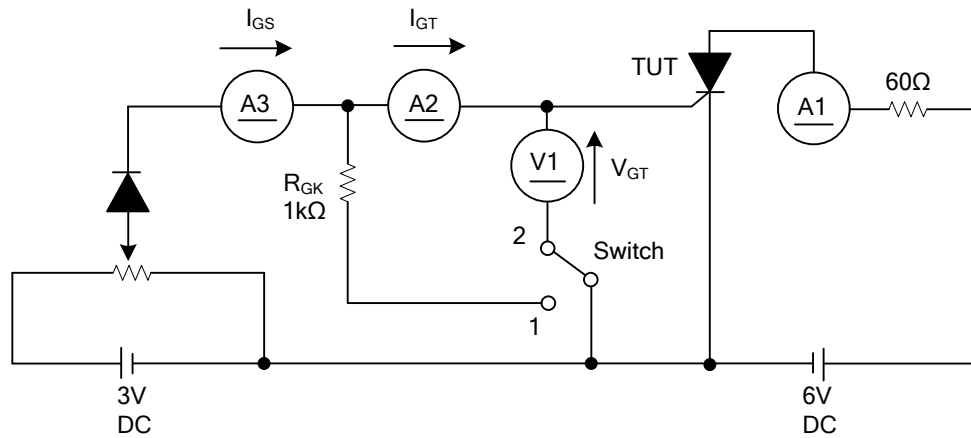 I_GS
I_GT
TUT
A3
A2
A1
60Ω
V1
V_GT
R_GK
1kΩ
2
Switch
1
3V
DC
6V
DC